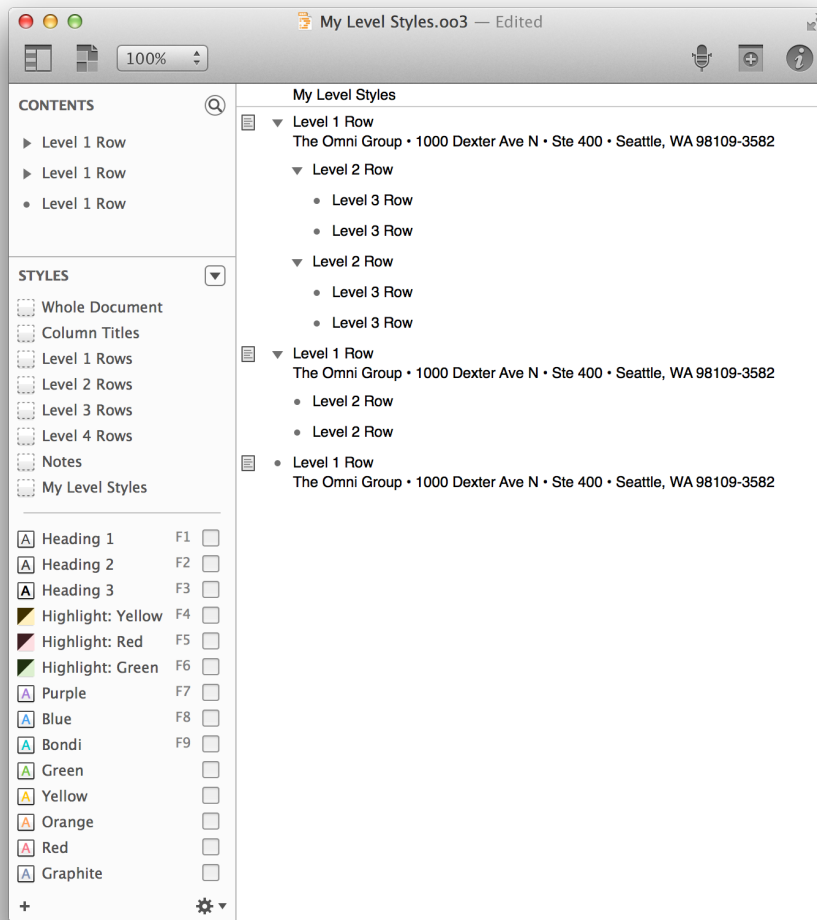 My Level Styles.oo3 — Edited
100%
CONTENTS
Level 1 Row
Level 1 Row
Level 1 Row
STYLES
Whole Document
Column Titles
Level 1 Rows
Level 2 Rows
Level 3 Rows
Level 4 Rows
Notes
My Level Styles
A Heading 1 F1
A Heading 2 F2
A Heading 3 F3
Highlight: Yellow F4
Highlight: Red F5
Highlight: Green F6
A Purple F7
A Blue F8
A Bondi F9
A Green
A Yellow
A Orange
A Red
A Graphite
My Level Styles
Level 1 Row
The Omni Group • 1000 Dexter Ave N • Ste 400 • Seattle, WA 98109-3582
Level 2 Row
Level 3 Row
Level 3 Row
Level 2 Row
Level 3 Row
Level 3 Row
Level 1 Row
The Omni Group • 1000 Dexter Ave N • Ste 400 • Seattle, WA 98109-3582
Level 2 Row
Level 2 Row
Level 1 Row
The Omni Group • 1000 Dexter Ave N • Ste 400 • Seattle, WA 98109-3582